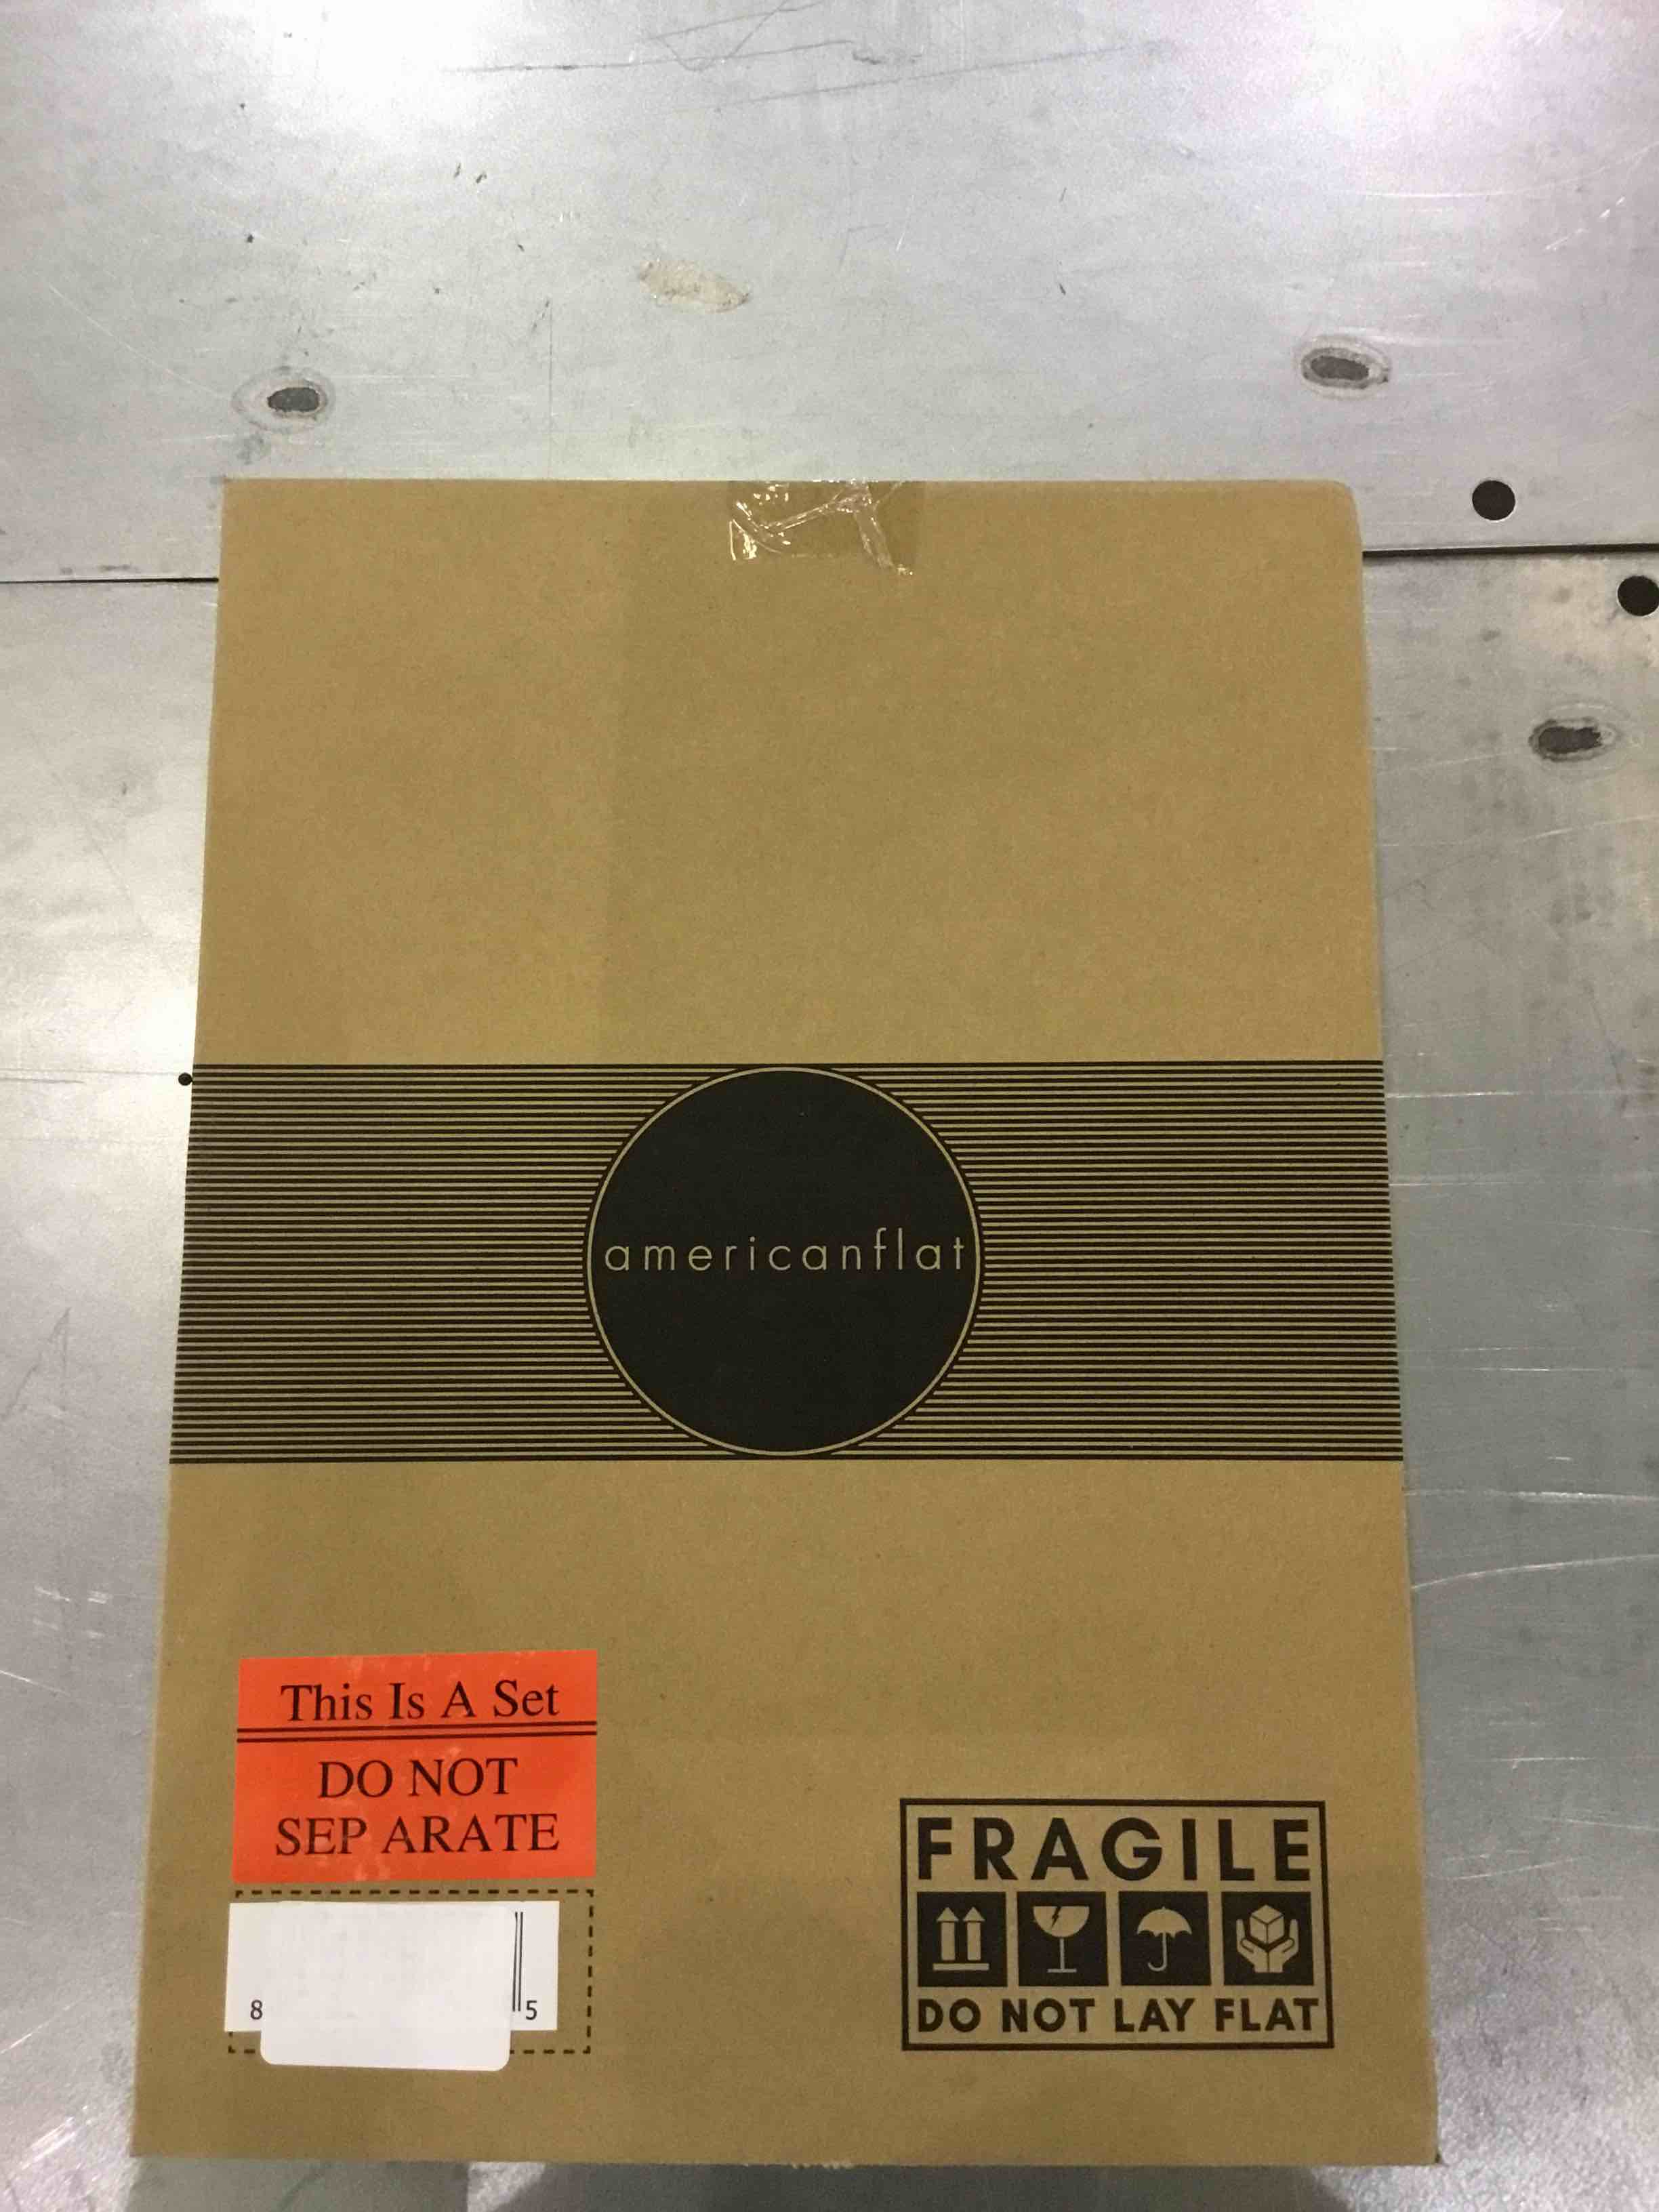 americanflat
This Is A Set
DO NOT
SEP ARATE
8 5
FRAGILE
DO NOT LAY FLAT